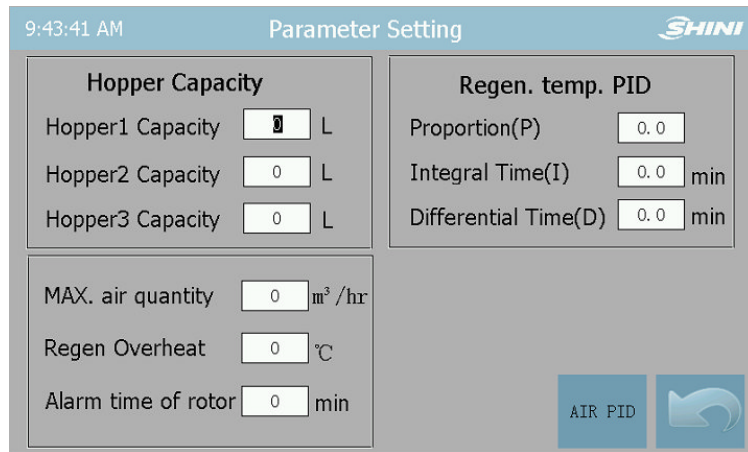 9:43:41 AM Parameter Setting SHINI
Hopper Capacity
Hopper1 Capacity 0 L
Hopper2 Capacity 0 L
Hopper3 Capacity 0 L
Regen. temp. PID
Proportion(P) 0.0
Integral Time(I) 0.0 min
Differential Time(D) 0.0 min
MAX. air quantity 0 m³/hr
Regen Overheat 0 ℃
Alarm time of rotor 0 min
AIR PID